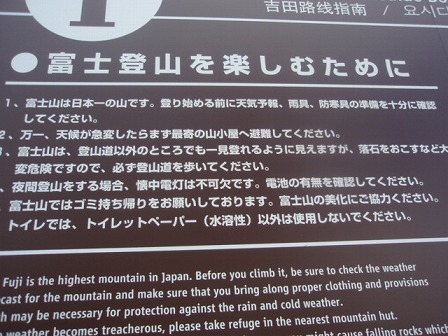 吉田路线指南 / 요시다
●富士登山を楽しむために
1、富士山は日本一の山です。登り始める前に天気予報、雨具、防寒具の準備を十分に確認
してください。
2、万一、天候が急変したらまず最寄の山小屋へ避難してください。
、富士山は、登山道以外のところでも一見登れるように見えますが、落石をおこすなど大
変危険ですので、必ず登山道を歩いてください。
、夜間登山をする場合、懐中電灯は不可欠です。電池の有無を確認してください。
、富士山ではゴミ持ち帰りをお願いしております。富士山の美化にご協力ください。
トイレでは、トイレットペーパー（水溶性）以外は使用しないでください。
Fuji is the highest mountain in Japan. Before you climb it, be sure to check the weather
cast for the mountain and make sure that you bring along proper clothing and provisions
may be necessary for protection against the rain and cold weather.
weather becomes treacherous, please take refuge in the nearest mountain hut.
might cause falling rocks which